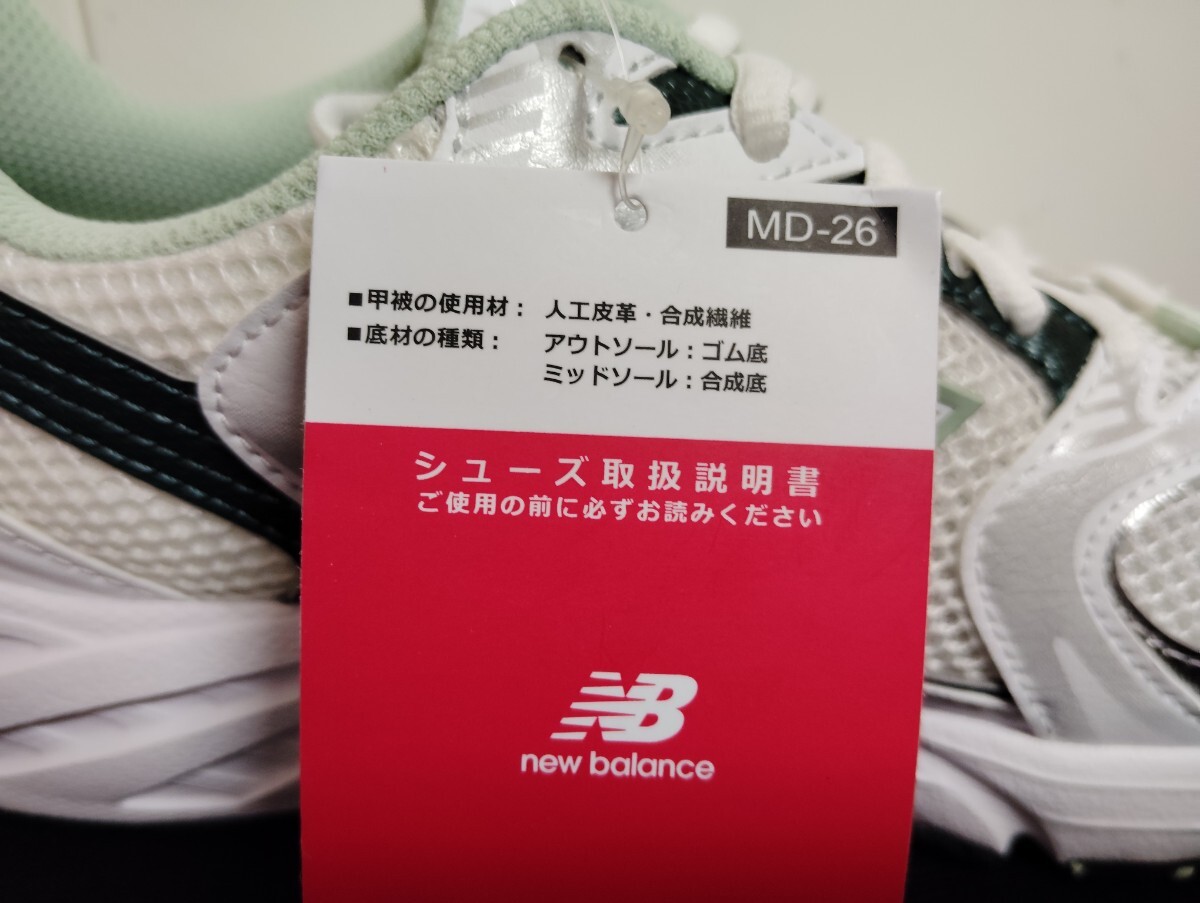 MD-26
■甲被の使用材： 人工皮革・合成繊維
■底材の種類： アウトソール：ゴム底
ミッドソール：合成底
シューズ取扱説明書
ご使用の前に必ずお読みください
NB
new balance